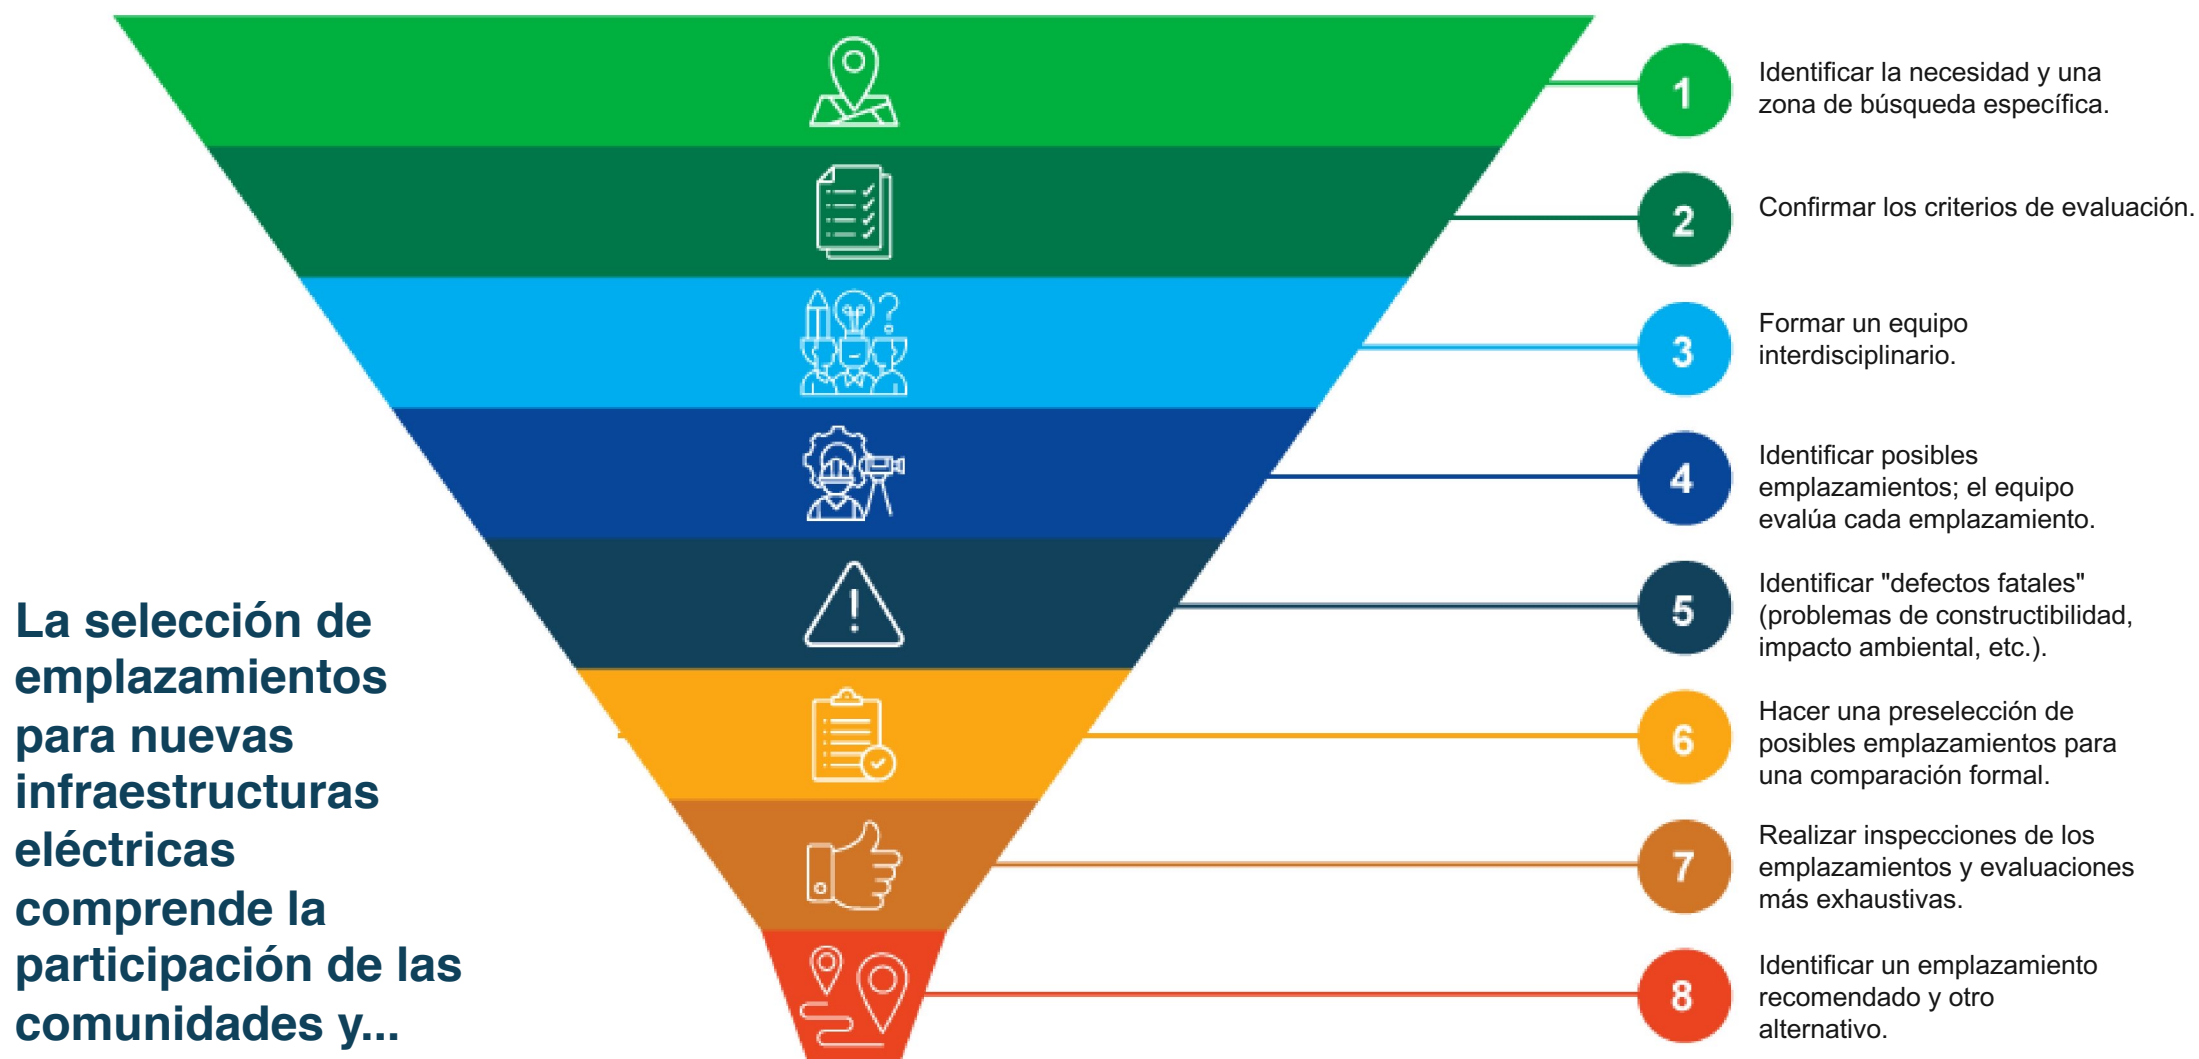 1
Identificar la necesidad y una
zona de búsqueda específica.
2
Confirmar los criterios de evaluación.
3
Formar un equipo
interdisciplinario.
4
Identificar posibles
emplazamientos; el equipo
evalúa cada emplazamiento.
5
Identificar "defectos fatales"
(problemas de constructibilidad,
impacto ambiental, etc.).
6
Hacer una preselección de
posibles emplazamientos para
una comparación formal.
7
Realizar inspecciones de los
emplazamientos y evaluaciones
más exhaustivas.
8
Identificar un emplazamiento
recomendado y otro
alternativo.
La selección de
emplazamientos
para nuevas
infraestructuras
eléctricas
comprende la
participación de las
comunidades y...